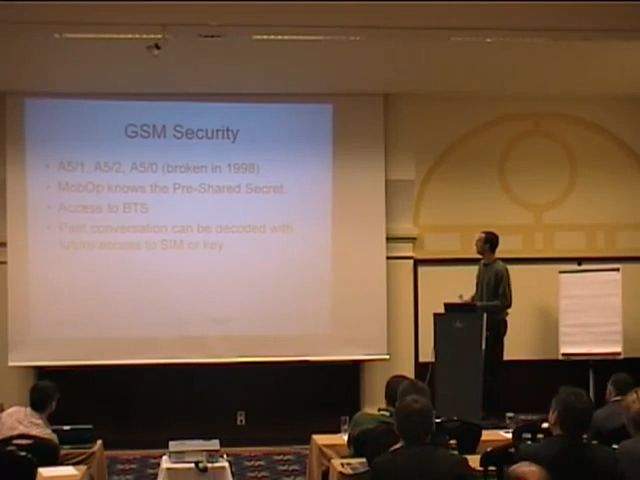 GSM Security
• A5/1, A5/2, A5/0 (broken in 1998)
• MobOp knows the Pre-Shared Secret
• Access to BTS
• Past conversation can be decoded with
future access to SIM or key